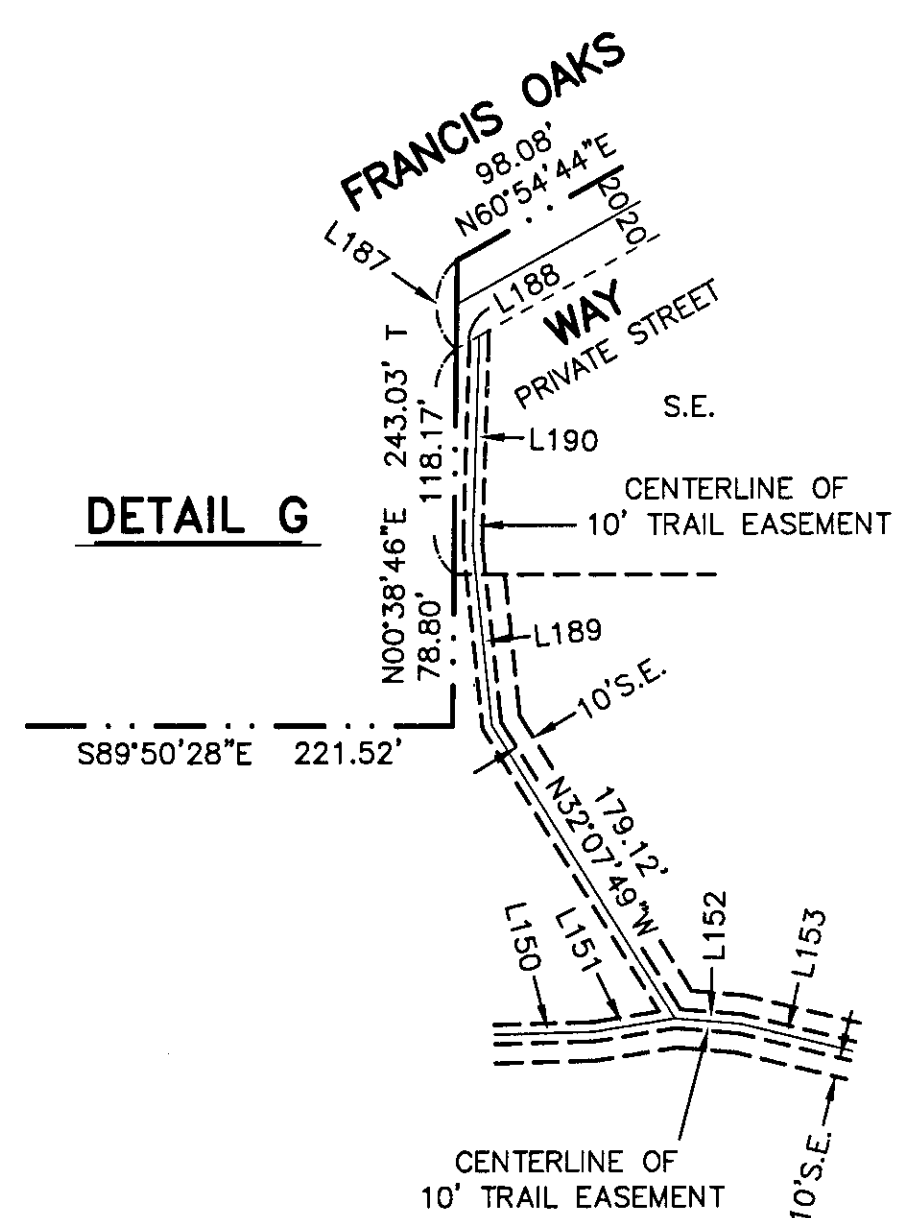 FRANCIS OAKS
98.08'
N60°54'44"E
20'
20'
L187
L188
WAY
PRIVATE STREET
S.E.
N00°38'46"E 243.03' T
118.17'
78.80'
L190
CENTERLINE OF
10' TRAIL EASEMENT
DETAIL G
L189
10'S.E.
S89°50'28"E 221.52'
179.12'
N32°07'49"W
L150
L151
L152
L153
CENTERLINE OF
10' TRAIL EASEMENT
10'S.E.